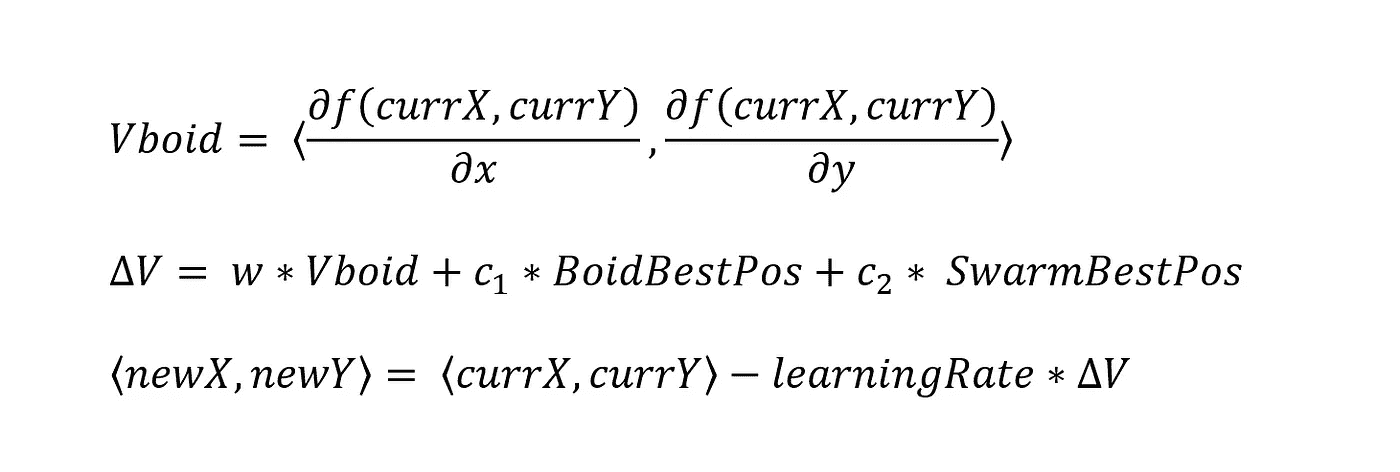 Vboid = ⟨∂f(currX, currY)/∂x, ∂f(currX, currY)/∂y⟩
ΔV = w * Vboid + c₁ * BoidBestPos + c₂ * SwarmBestPos
⟨newX, newY⟩ = ⟨currX, currY⟩ − learningRate * ΔV